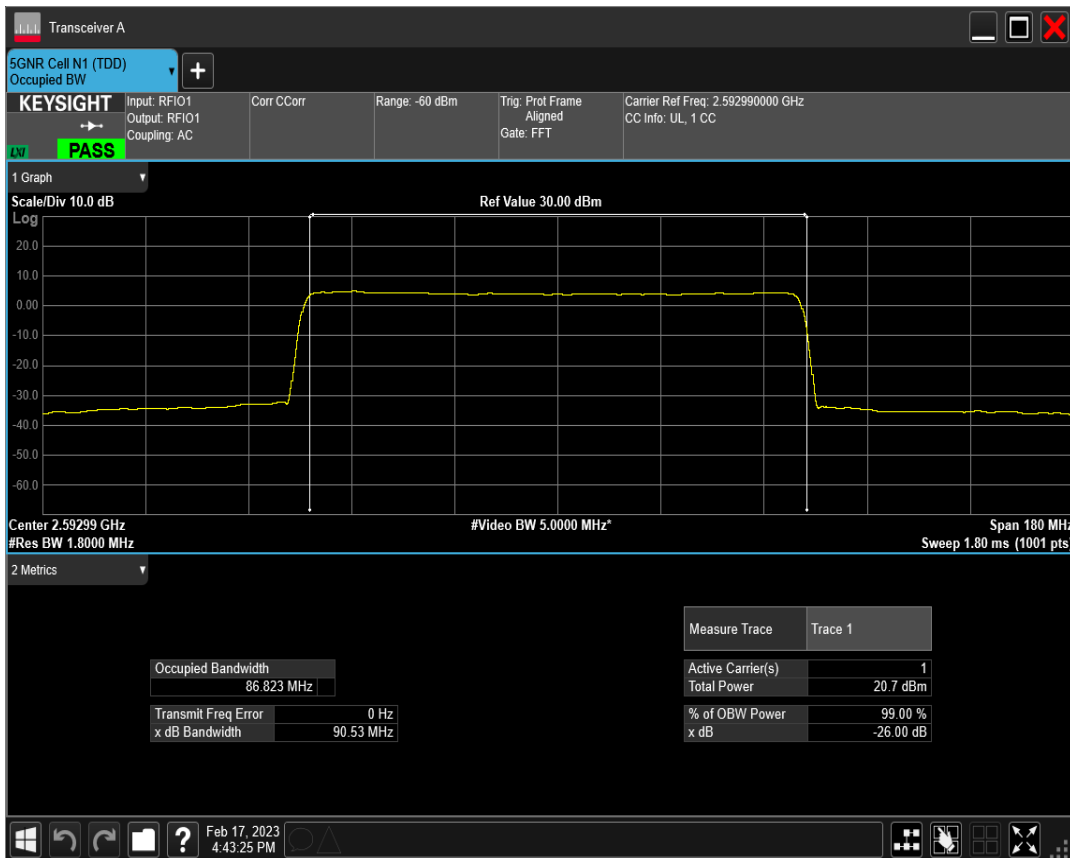 Transceiver A
5GNR Cell N1 (TDD)
Occupied BW
+
KEYSIGHT
LXI
PASS
Input: RFIO1
Output: RFIO1
Coupling: AC
Corr CCorr
Range: -60 dBm
Trig: Prot Frame
Aligned
Gate: FFT
Carrier Ref Freq: 2.592990000 GHz
CC Info: UL, 1 CC
1 Graph
Scale/Div 10.0 dB
Ref Value 30.00 dBm
Log
20.0
10.0
0.00
-10.0
-20.0
-30.0
-40.0
-50.0
-60.0
Center 2.59299 GHz
#Video BW 5.0000 MHz*
Span 180 MHz
#Res BW 1.8000 MHz
Sweep 1.80 ms (1001 pts)
2 Metrics
Measure Trace Trace 1
Occupied Bandwidth
86.823 MHz
Active Carrier(s) 1
Total Power 20.7 dBm
Transmit Freq Error 0 Hz
x dB Bandwidth 90.53 MHz
% of OBW Power 99.00 %
x dB -26.00 dB
?
Feb 17, 2023
4:43:25 PM